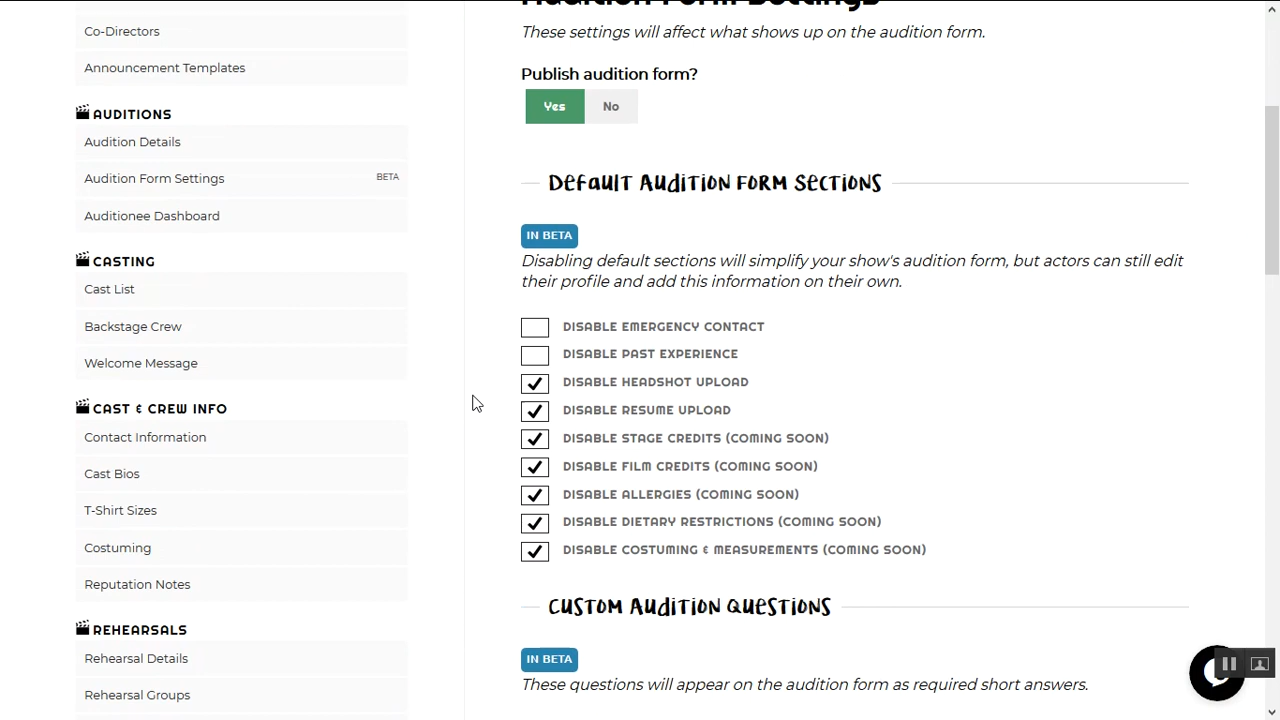 Co-Directors
Announcement Templates
AUDITIONS
Audition Details
Audition Form Settings BETA
Auditionee Dashboard
CASTING
Cast List
Backstage Crew
Welcome Message
CAST & CREW INFO
Contact Information
Cast Bios
T-Shirt Sizes
Costuming
Reputation Notes
REHEARSALS
Rehearsal Details
Rehearsal Groups
Audition Form Settings
These settings will affect what shows up on the audition form.
Publish audition form?
Yes No
Default Audition Form Sections
IN BETA
Disabling default sections will simplify your show's audition form, but actors can still edit
their profile and add this information on their own.
DISABLE EMERGENCY CONTACT
DISABLE PAST EXPERIENCE
DISABLE HEADSHOT UPLOAD
DISABLE RESUME UPLOAD
DISABLE STAGE CREDITS (COMING SOON)
DISABLE FILM CREDITS (COMING SOON)
DISABLE ALLERGIES (COMING SOON)
DISABLE DIETARY RESTRICTIONS (COMING SOON)
DISABLE COSTUMING & MEASUREMENTS (COMING SOON)
Custom Audition Questions
IN BETA
These questions will appear on the audition form as required short answers.